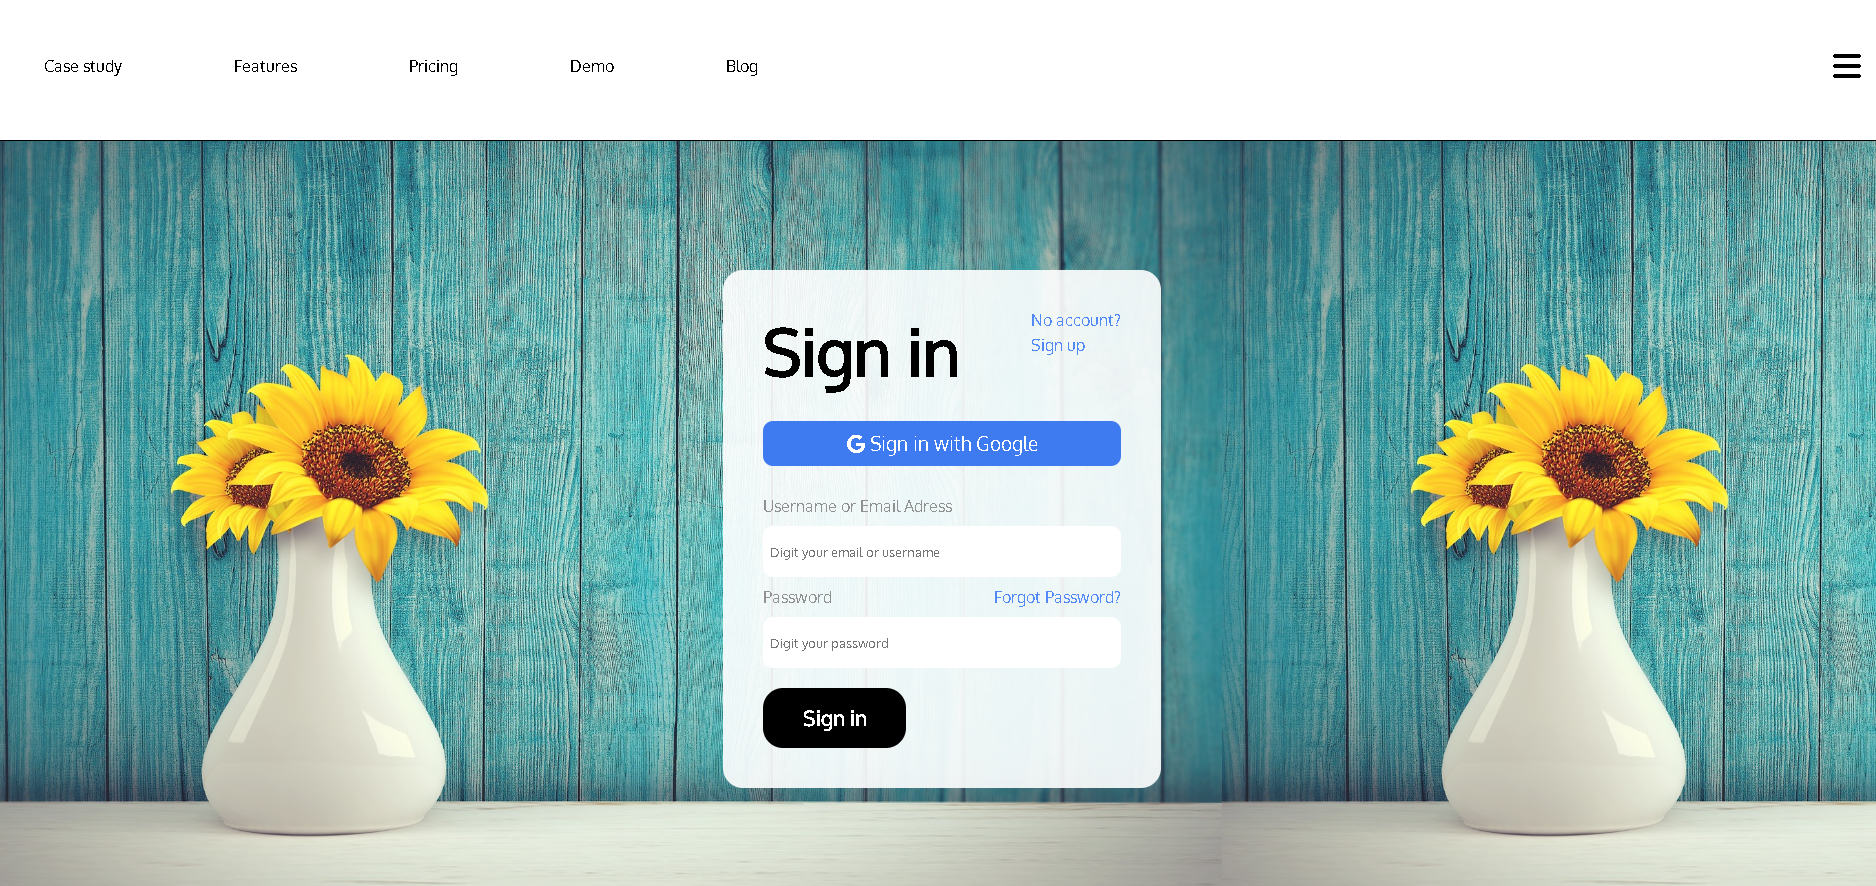 Case study Features Pricing Demo Blog
Sign in
No account?
Sign up
Sign in with Google
Username or Email Adress
Digit your email or username
Password Forgot Password?
Digit your password
Sign in